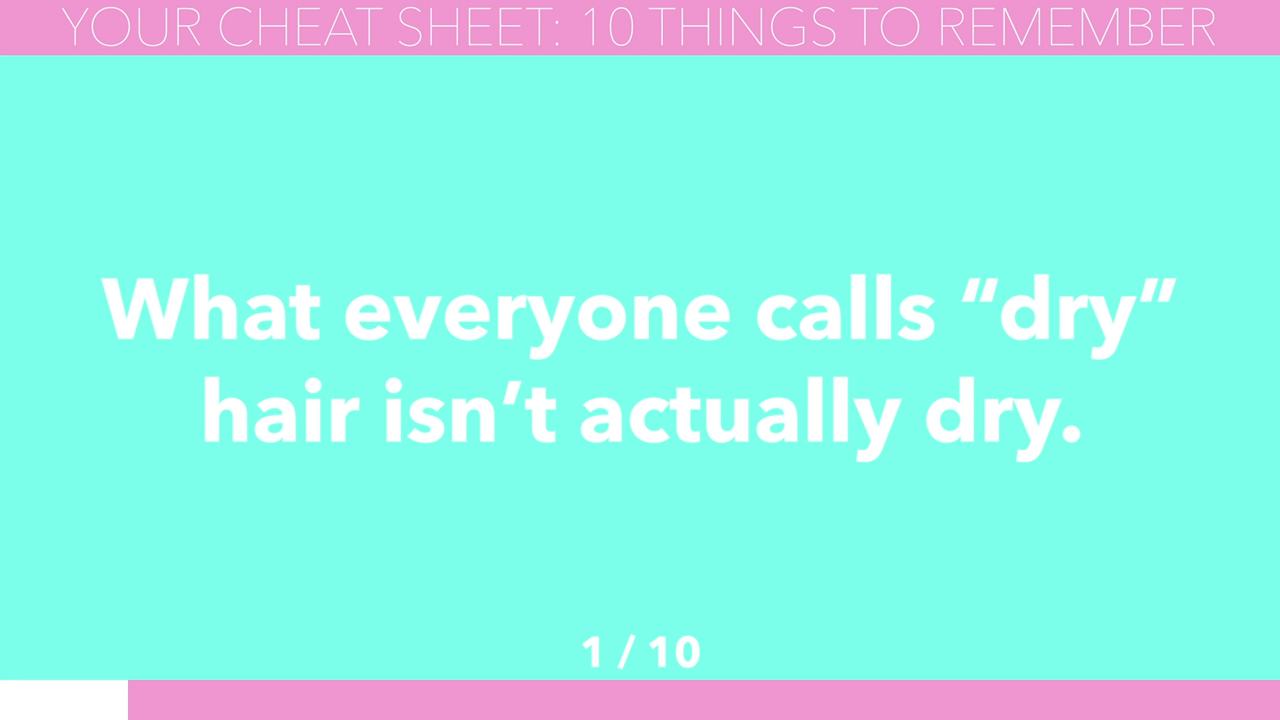 YOUR CHEAT SHEET: 10 THINGS TO REMEMBER
What everyone calls “dry”
hair isn’t actually dry.
1 / 10